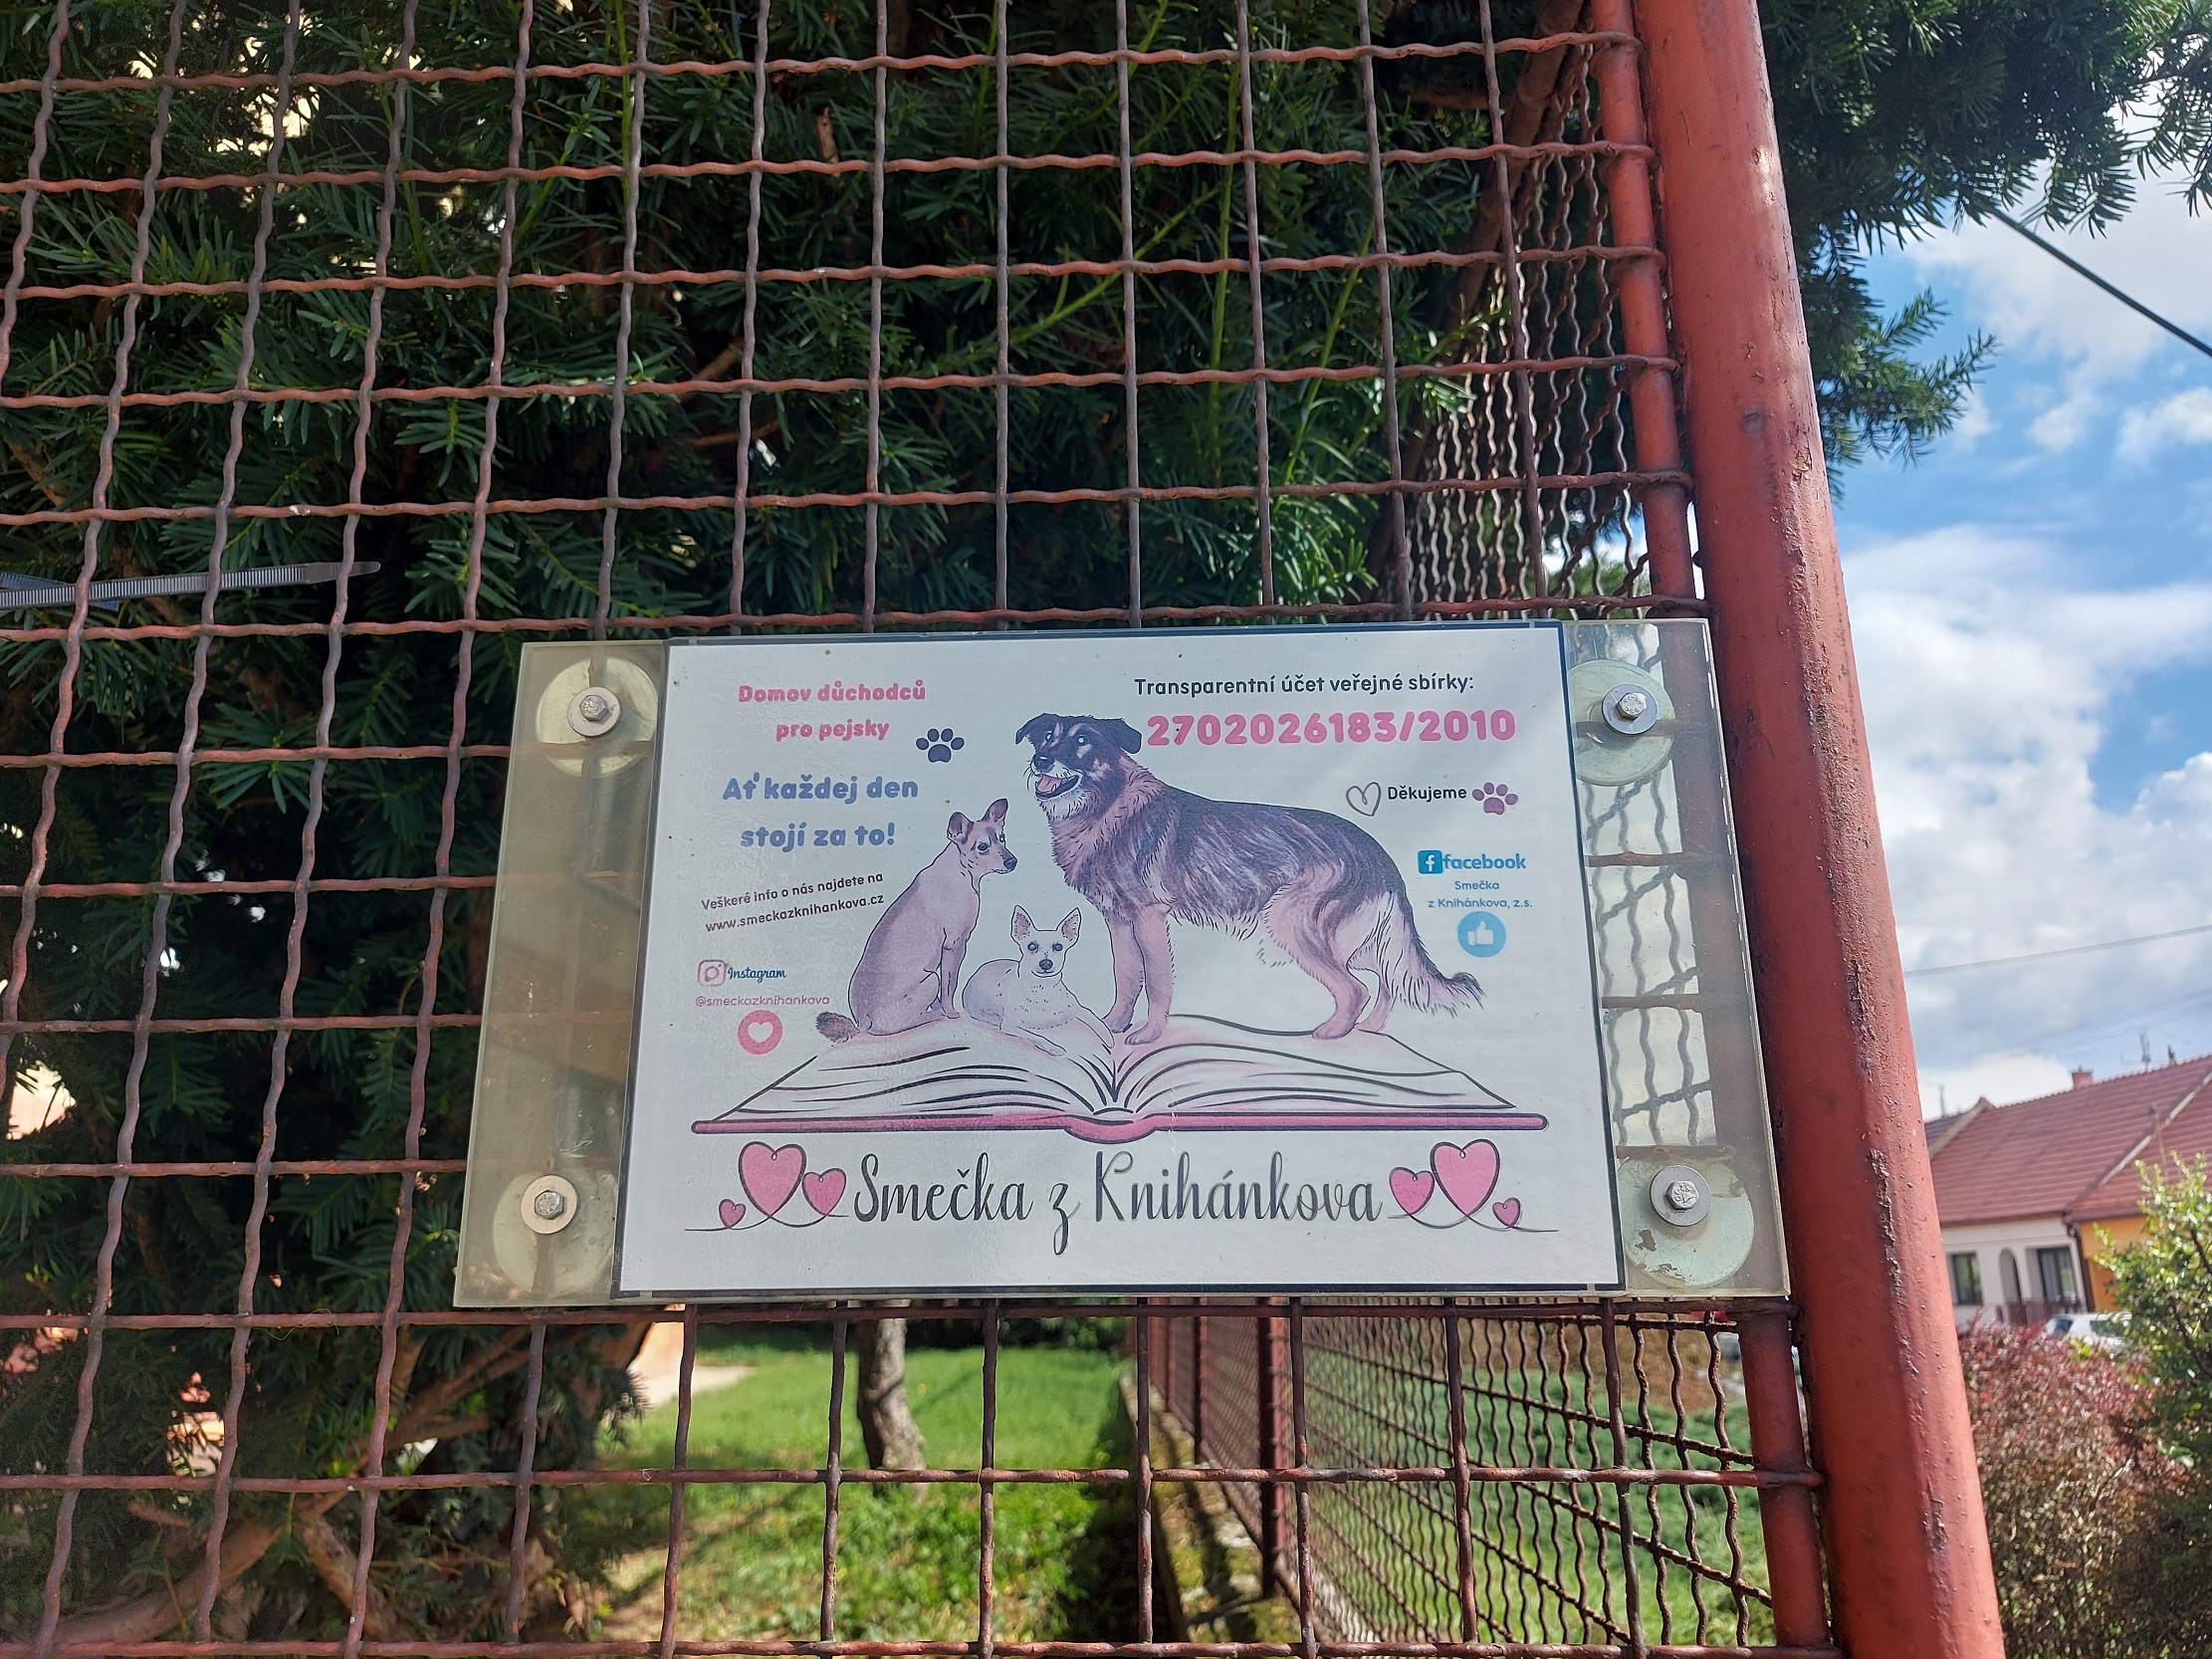 Domov důchodců
pro pejsky
Ať každej den
stojí za to!
Veškeré info o nás najdete na
www.smeckazknihankova.cz
Instagram
@smeckazknihankova
Transparentní účet veřejné sbírky:
2702026183/2010
Děkujeme
facebook
Smečka
z Knihánkova, z.s.
Smečka z Knihánkova